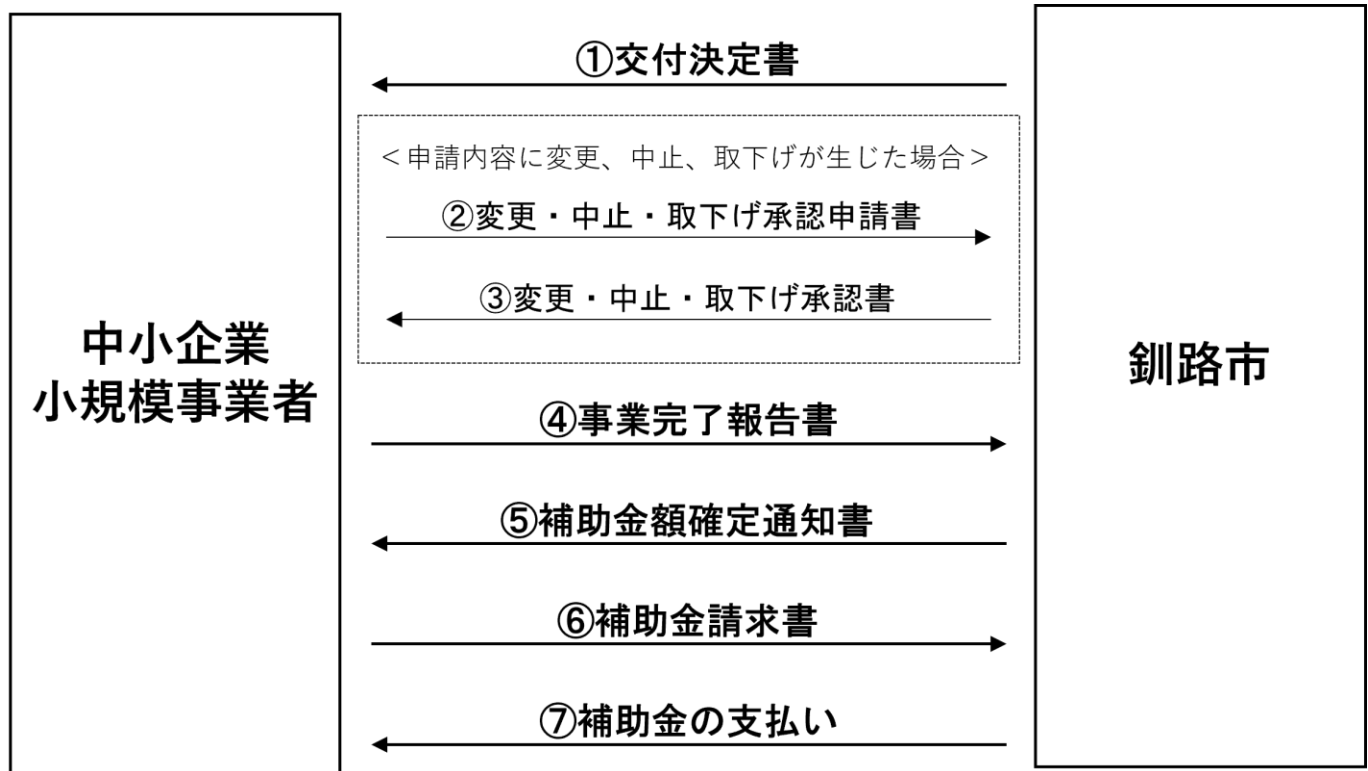 ①交付決定書
＜申請内容に変更、中止、取下げが生じた場合＞
②変更・中止・取下げ承認申請書
③変更・中止・取下げ承認書
中小企業
小規模事業者
釧路市
④事業完了報告書
⑤補助金額確定通知書
⑥補助金請求書
⑦補助金の支払い